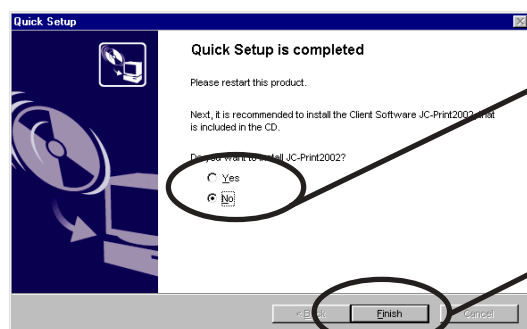 Quick Setup
Quick Setup is completed
Please restart this product.
Next, it is recommended to install the Client Software JC-Print2002 that
is included in the CD.
Do you want to install JC-Print2002?
Yes
No
< Back Finish Cancel